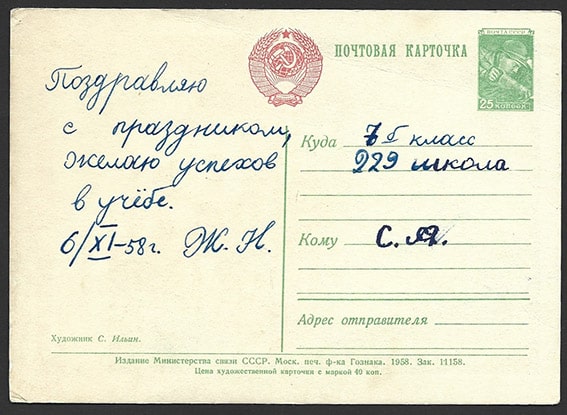 ПОЧТОВАЯ КАРТОЧКА
ПОЧТА СССР
25 КОПЕЕК
Поздравляю
с праздником,
желаю успехов
в учёбе.
6/XI-58г. Ж. Н.
Куда 7 Б класс
229 школа
Кому С. Я.
Адрес отправителя
Художник С. Ильин.
Издание Министерства связи СССР. Моск. печ. ф-ка Гознака. 1958. Зак. 11158.
Цена художественной карточки с маркой 40 коп.